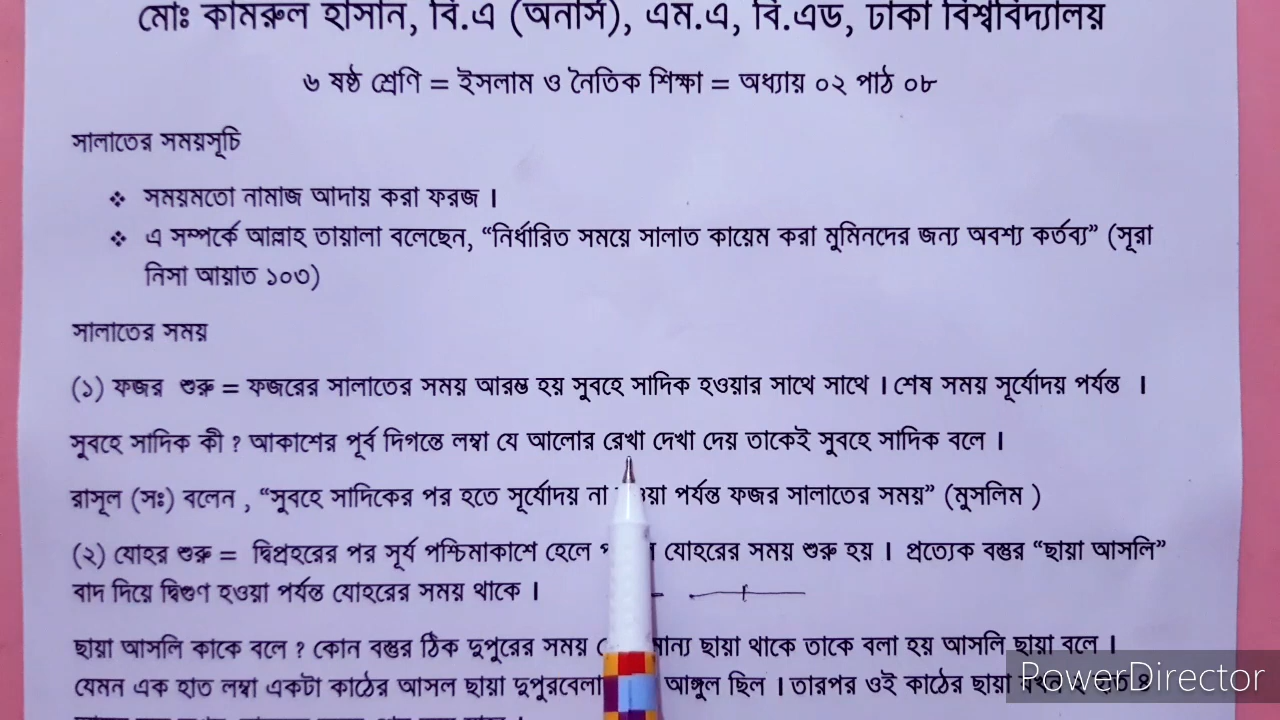 মোঃ কামরুল হাসান, বি.এ (অনার্স), এম.এ, বি.এড, ঢাকা বিশ্ববিদ্যালয়
৬ ষষ্ঠ শ্রেণি = ইসলাম ও নৈতিক শিক্ষা = অধ্যায় ০২ পাঠ ০৮
সালাতের সময়সূচি
❖ সময়মতো নামাজ আদায় করা ফরজ ।
❖ এ সম্পর্কে আল্লাহ তায়ালা বলেছেন, “নির্ধারিত সময়ে সালাত কায়েম করা মুমিনদের জন্য অবশ্য কর্তব্য” (সূরা
নিসা আয়াত ১০৩)
সালাতের সময়
(১) ফজর শুরু = ফজরের সালাতের সময় আরম্ভ হয় সুবহে সাদিক হওয়ার সাথে সাথে । শেষ সময় সূর্যোদয় পর্যন্ত ।
সুবহে সাদিক কী ? আকাশের পূর্ব দিগন্তে লম্বা যে আলোর রেখা দেখা দেয় তাকেই সুবহে সাদিক বলে ।
রাসূল (সঃ) বলেন , “সুবহে সাদিকের পর হতে সূর্যোদয় না পর্যন্ত ফজর সালাতের সময়” (মুসলিম )
(২) যোহর শুরু = দ্বিপ্রহরের পর সূর্য পশ্চিমাকাশে হেলে যোহরের সময় শুরু হয় । প্রত্যেক বস্তুর “ছায়া আসলি”
বাদ দিয়ে দ্বিগুণ হওয়া পর্যন্ত যোহরের সময় থাকে ।
ছায়া আসলি কাকে বলে ? কোন বস্তুর ঠিক দুপুরের সময় ছায়া থাকে তাকে বলা হয় আসলি ছায়া বলে ।
যেমন এক হাত লম্বা একটা কাঠের আসল ছায়া দুপুরবেলা আঙ্গুল ছিল । তারপর ওই কাঠের ছায়া
PowerDirector